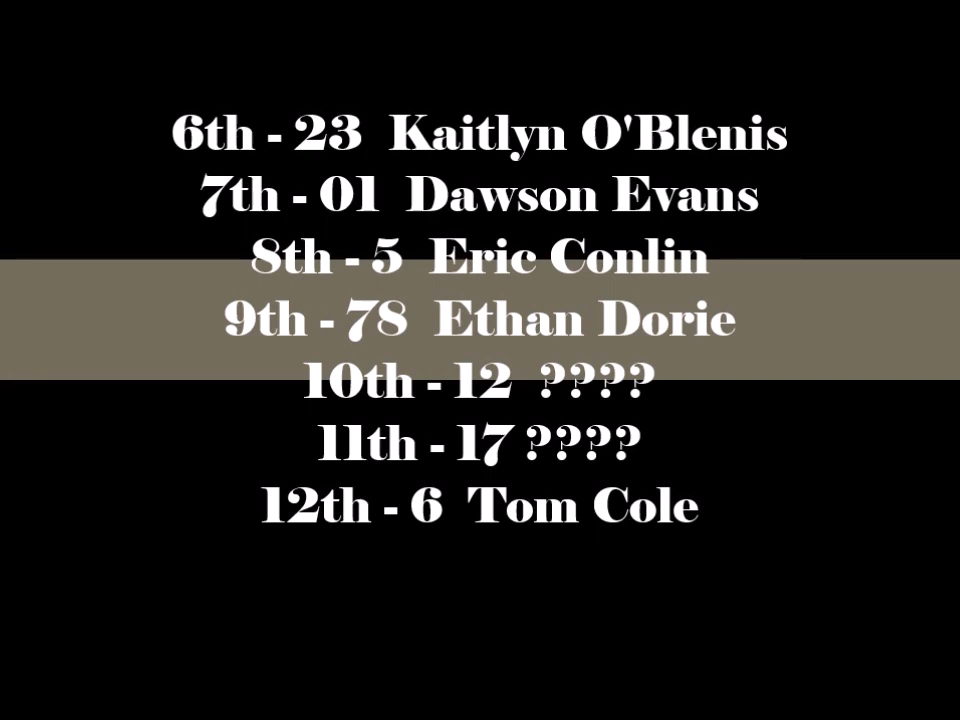 6th - 23 Kaitlyn O'Blenis
7th - 01 Dawson Evans
8th - 5 Eric Conlin
9th - 78 Ethan Dorie
10th - 12 ????
11th - 17 ????
12th - 6 Tom Cole